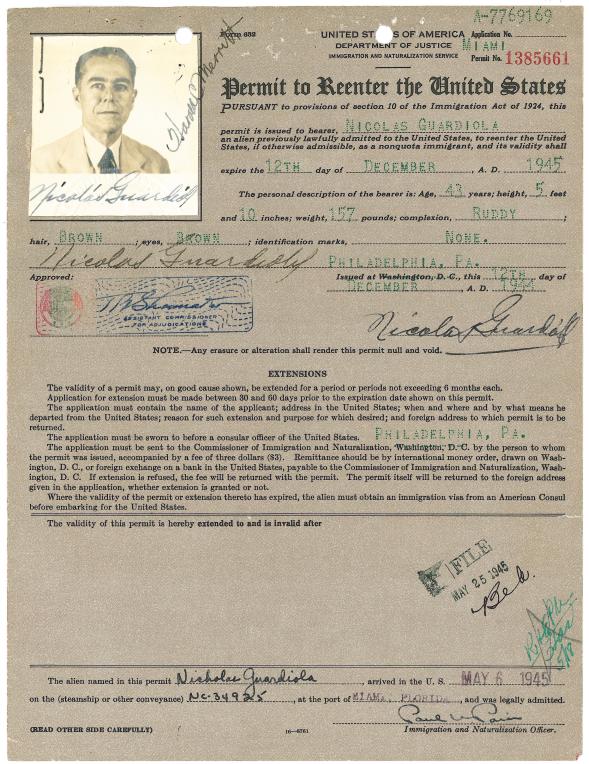 A-7769169
Form 632
UNITED STATES OF AMERICA
Application No.
DEPARTMENT OF JUSTICE
MIAMI
IMMIGRATION AND NATURALIZATION SERVICE
Permit No. 1385661
Permit to Reenter the United States
PURSUANT to provisions of section 10 of the Immigration Act of 1924, this
permit is issued to bearer, NICOLAS GUARDIOLA
an alien previously lawfully admitted to the United States, to reenter the United
States, if otherwise admissible, as a nonquota immigrant, and its validity shall
expire the 12TH day of DECEMBER, A. D. 1945
The personal description of the bearer is: Age, 43 years; height, 5 feet
and 10 inches; weight, 157 pounds; complexion, RUDDY;
hair, BROWN; eyes, BROWN; identification marks, NONE.
Nicolás Guardiola
Nicolas Guardiola
PHILADELPHIA, PA.
Approved:
Issued at Washington, D. C., this 12TH day of
DECEMBER, A. D. 1944
ASSISTANT COMMISSIONER
FOR ADJUDICATIONS
Nicolas Guardiola
NOTE.—Any erasure or alteration shall render this permit null and void.
EXTENSIONS
The validity of a permit may, on good cause shown, be extended for a period or periods not exceeding 6 months each.
Application for extension must be made between 30 and 60 days prior to the expiration date shown on this permit.
The application must contain the name of the applicant; address in the United States; when and where and by what means he
departed from the United States; reason for such extension and purpose for which desired; and foreign address to which permit is to be
returned.
The application must be sworn to before a consular officer of the United States. PHILADELPHIA, PA.
The application must be sent to the Commissioner of Immigration and Naturalization, Washington, D. C. by the person to whom
the permit was issued, accompanied by a fee of three dollars ($3). Remittance should be by international money order, drawn on Wash-
ington, D. C., or foreign exchange on a bank in the United States, payable to the Commissioner of Immigration and Naturalization, Wash-
ington, D. C. If extension is refused, the fee will be returned with the permit. The permit itself will be returned to the foreign address
given in the application, whether extension is granted or not.
Where the validity of the permit or extension thereto has expired, the alien must obtain an immigration visa from an American Consul
before embarking for the United States.
The validity of this permit is hereby extended to and is invalid after
FILE
MAY 25 1945
The alien named in this permit Nicholas Guardiola, arrived in the U. S. MAY 6 1945
on the (steamship or other conveyance) NC-34925, at the port of MIAMI, FLORIDA, and was legally admitted.
(READ OTHER SIDE CAREFULLY)
16—6761
Immigration and Naturalization Officer.